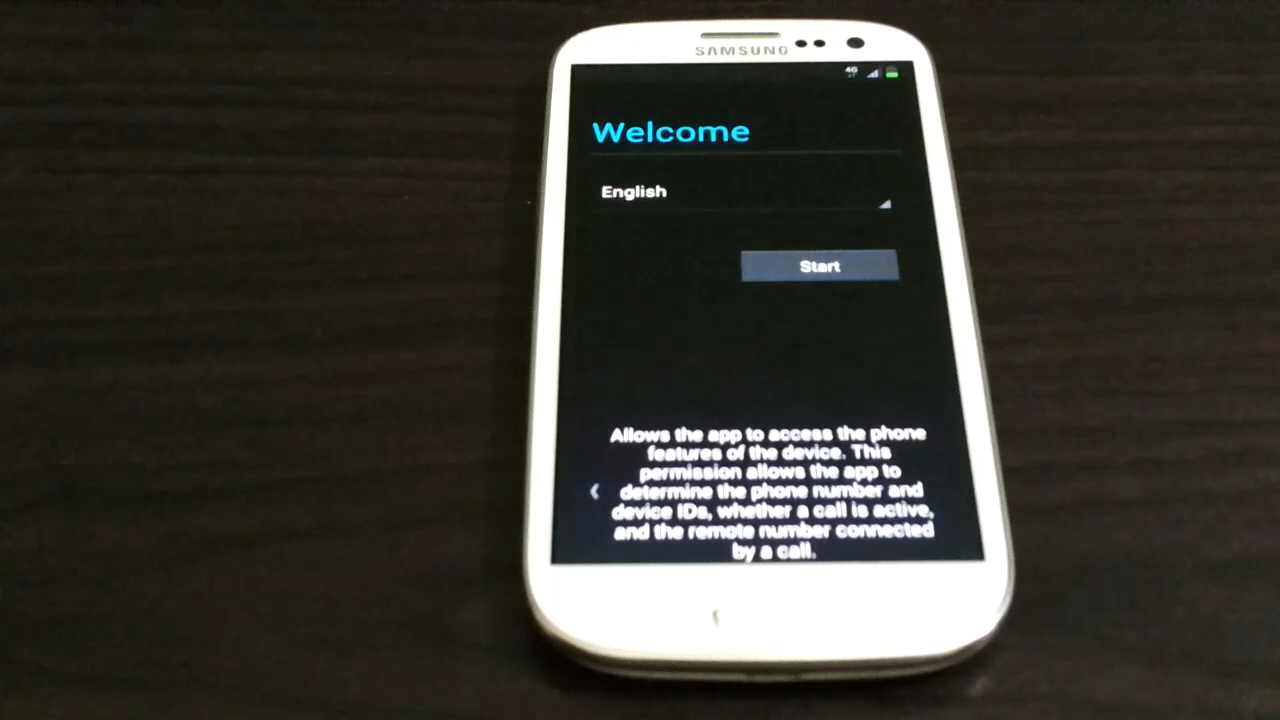 SAMSUNG
4G
Welcome
English
Start
Allows the app to access the phone
features of the device. This
permission allows the app to
determine the phone number and
device IDs, whether a call is active,
and the remote number connected
by a call.